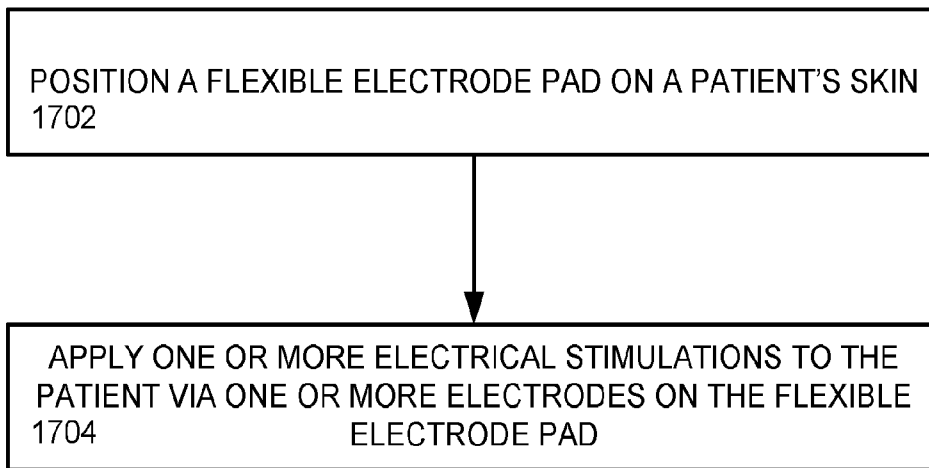 POSITION A FLEXIBLE ELECTRODE PAD ON A PATIENT'S SKIN
1702
APPLY ONE OR MORE ELECTRICAL STIMULATIONS TO THE
PATIENT VIA ONE OR MORE ELECTRODES ON THE FLEXIBLE
1704 ELECTRODE PAD